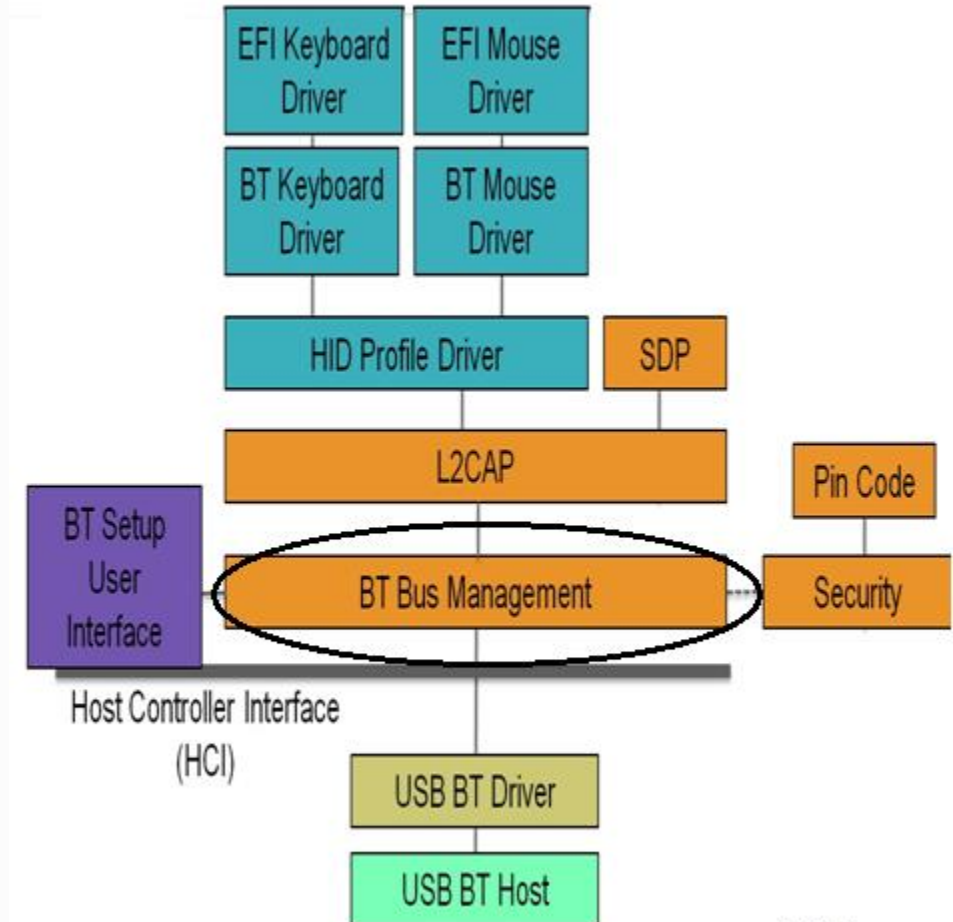 EFI Keyboard
Driver
EFI Mouse
Driver
BT Keyboard
Driver
BT Mouse
Driver
HID Profile Driver
SDP
L2CAP
Pin Code
BT Setup
User
Interface
BT Bus Management
Security
Host Controller Interface
(HCI)
USB BT Driver
USB BT Host